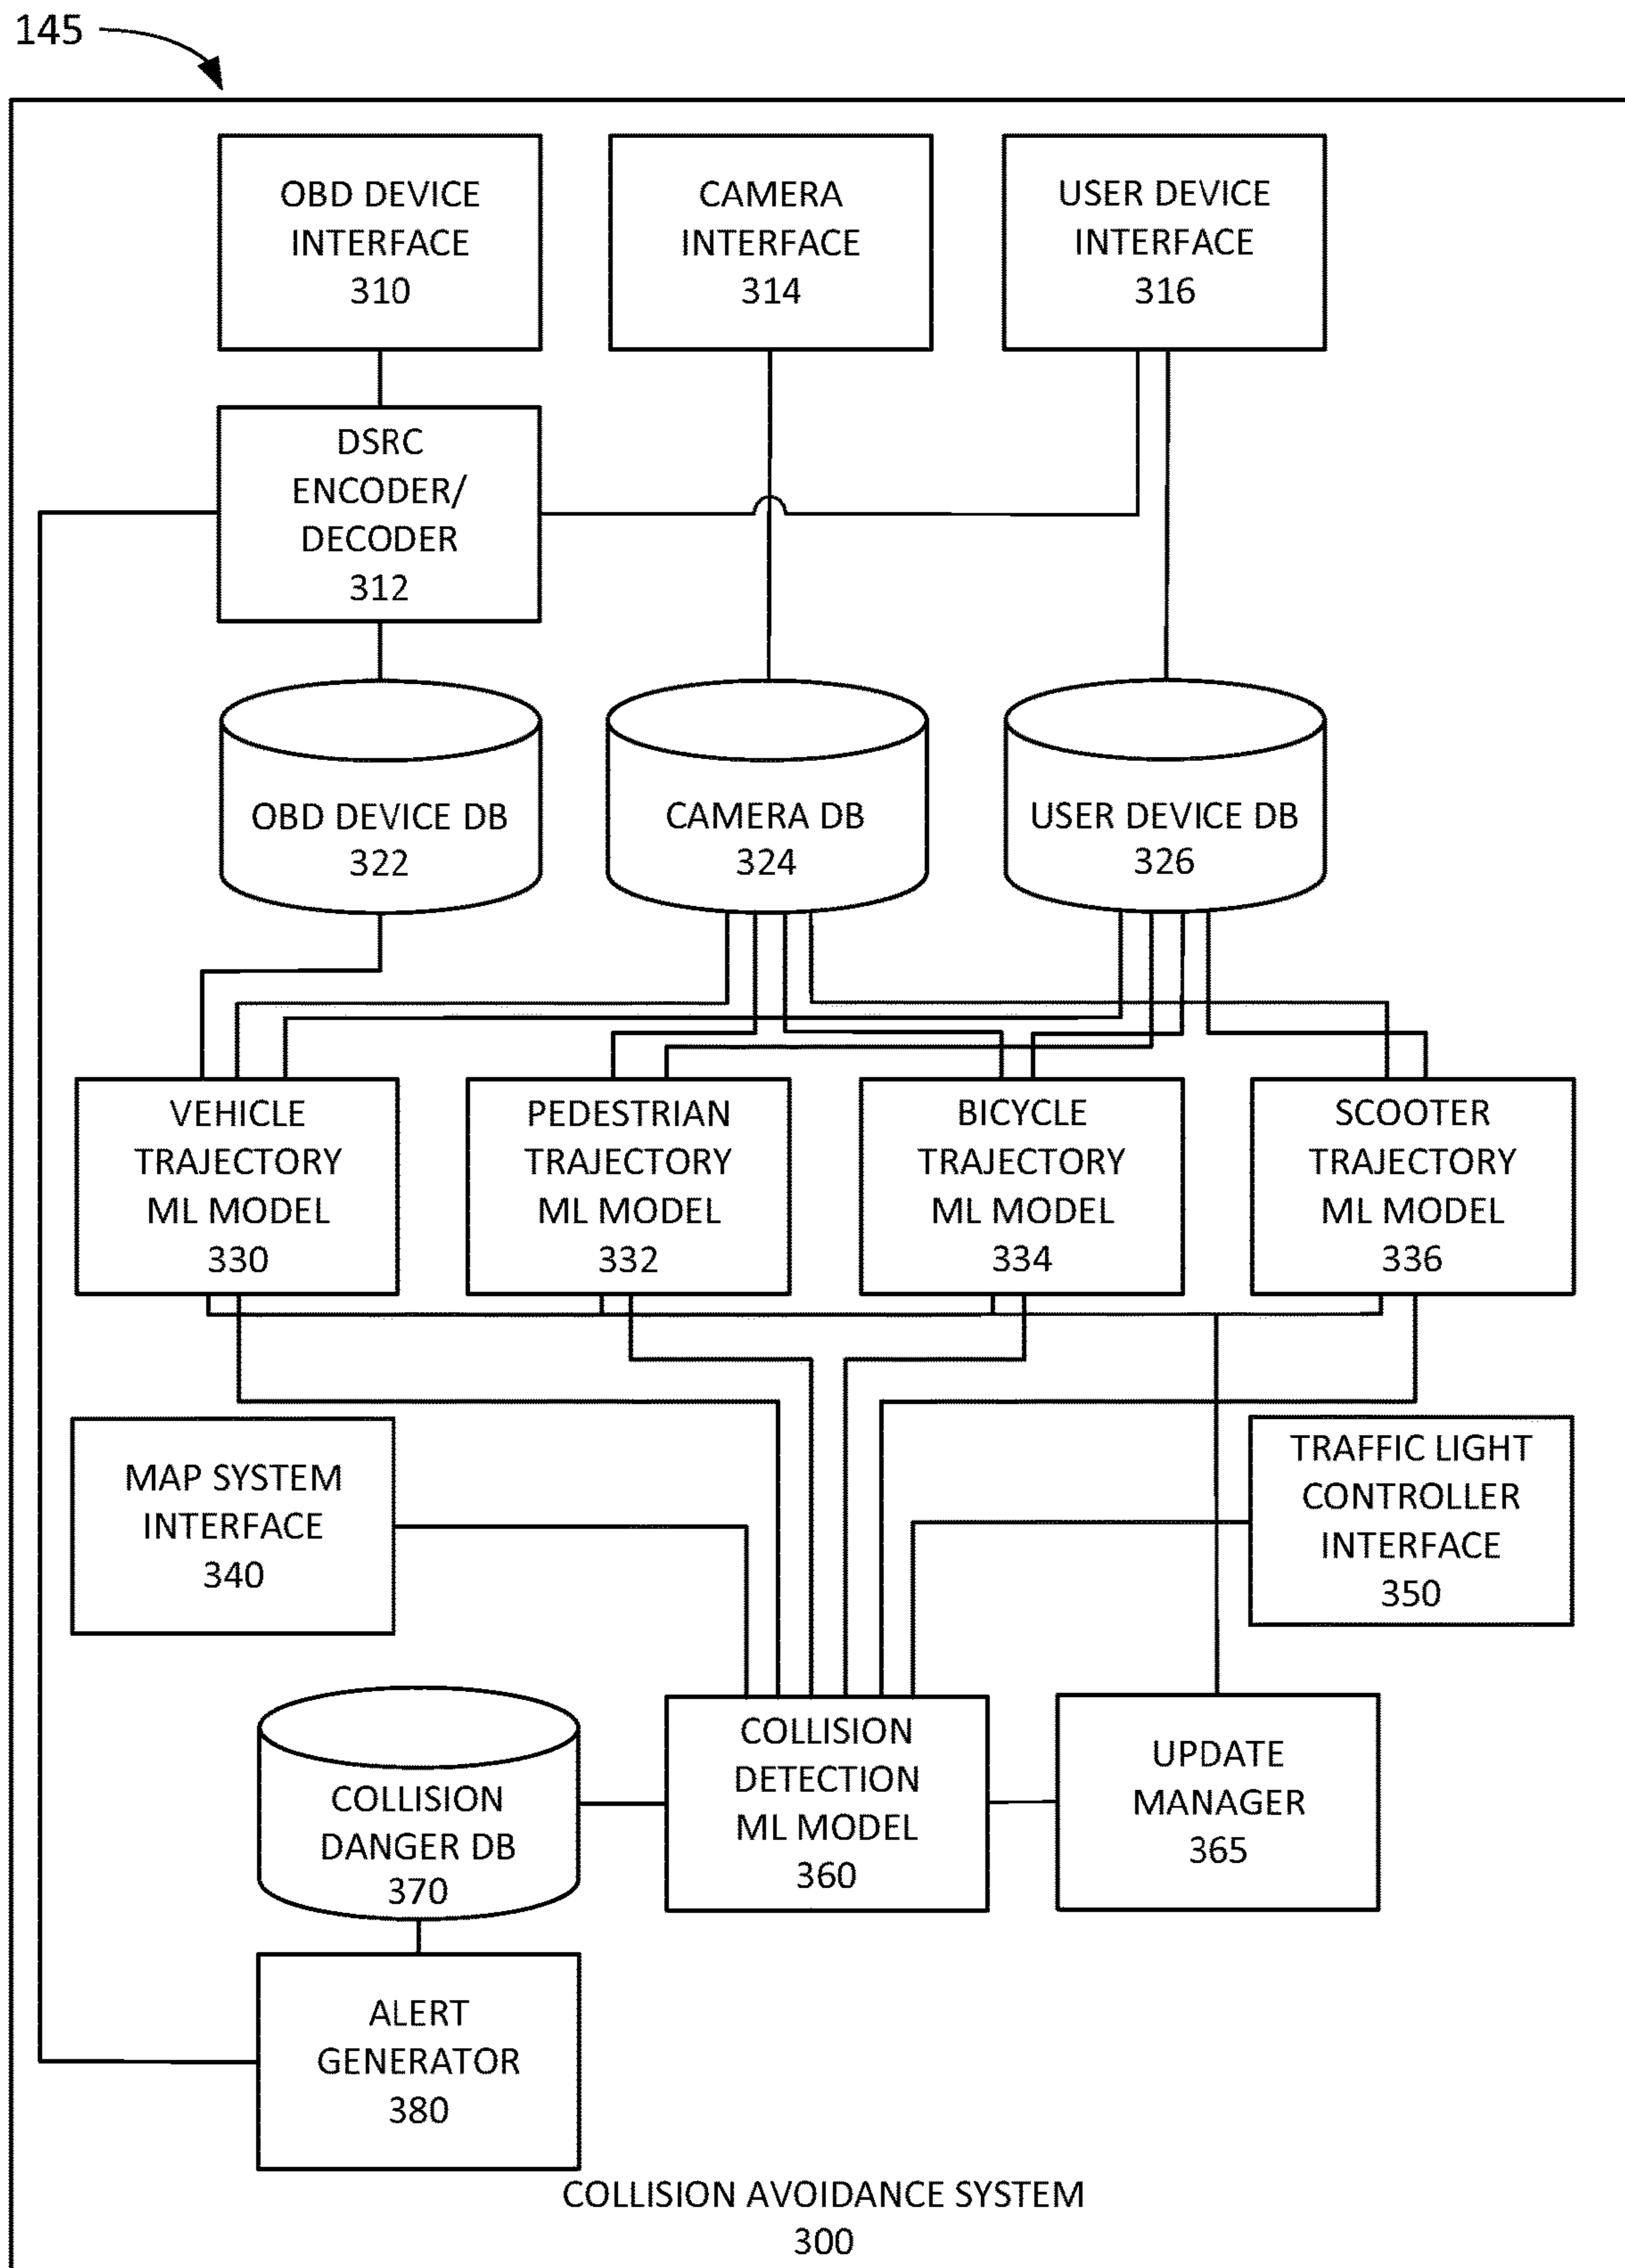 145
OBD DEVICE
INTERFACE
310
CAMERA
INTERFACE
314
USER DEVICE
INTERFACE
316
DSRC
ENCODER/
DECODER
312
OBD DEVICE DB
322
CAMERA DB
324
USER DEVICE DB
326
VEHICLE
TRAJECTORY
ML MODEL
330
PEDESTRIAN
TRAJECTORY
ML MODEL
332
BICYCLE
TRAJECTORY
ML MODEL
334
SCOOTER
TRAJECTORY
ML MODEL
336
MAP SYSTEM
INTERFACE
340
TRAFFIC LIGHT
CONTROLLER
INTERFACE
350
COLLISION
DANGER DB
370
COLLISION
DETECTION
ML MODEL
360
UPDATE
MANAGER
365
ALERT
GENERATOR
380
COLLISION AVOIDANCE SYSTEM
300